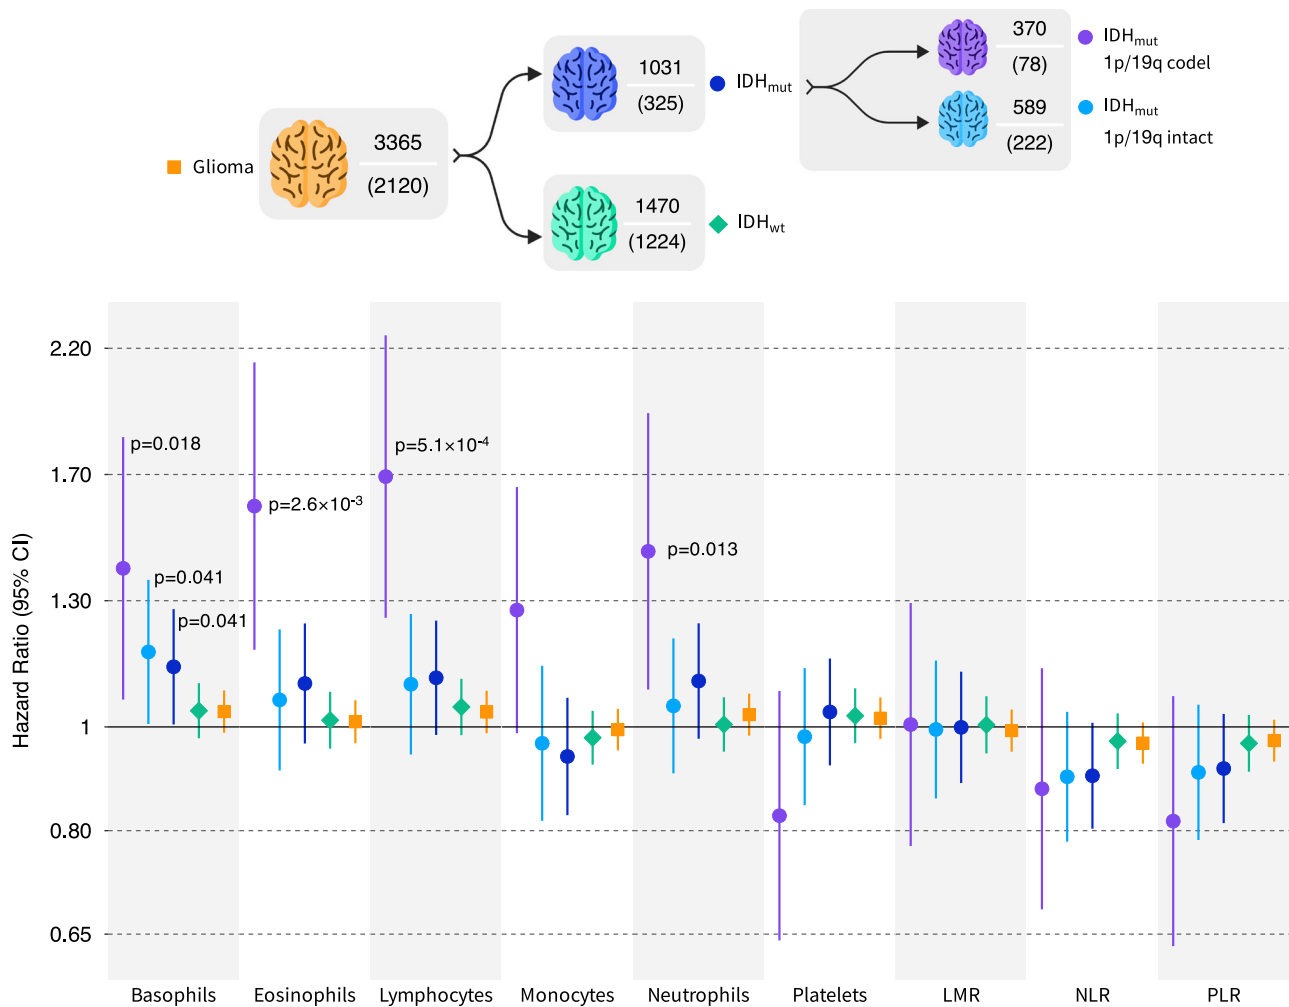 Glioma
3365
(2120)
1031
(325)
IDHmut
1470
(1224)
IDHwt
370
(78)
IDHmut
1p/19q codel
589
(222)
IDHmut
1p/19q intact
Hazard Ratio (95% CI)
2.20
1.70
1.30
1
0.80
0.65
p=0.018
p=0.041
p=0.041
p=2.6×10-3
p=5.1×10-4
p=0.013
Basophils Eosinophils Lymphocytes Monocytes Neutrophils Platelets LMR NLR PLR